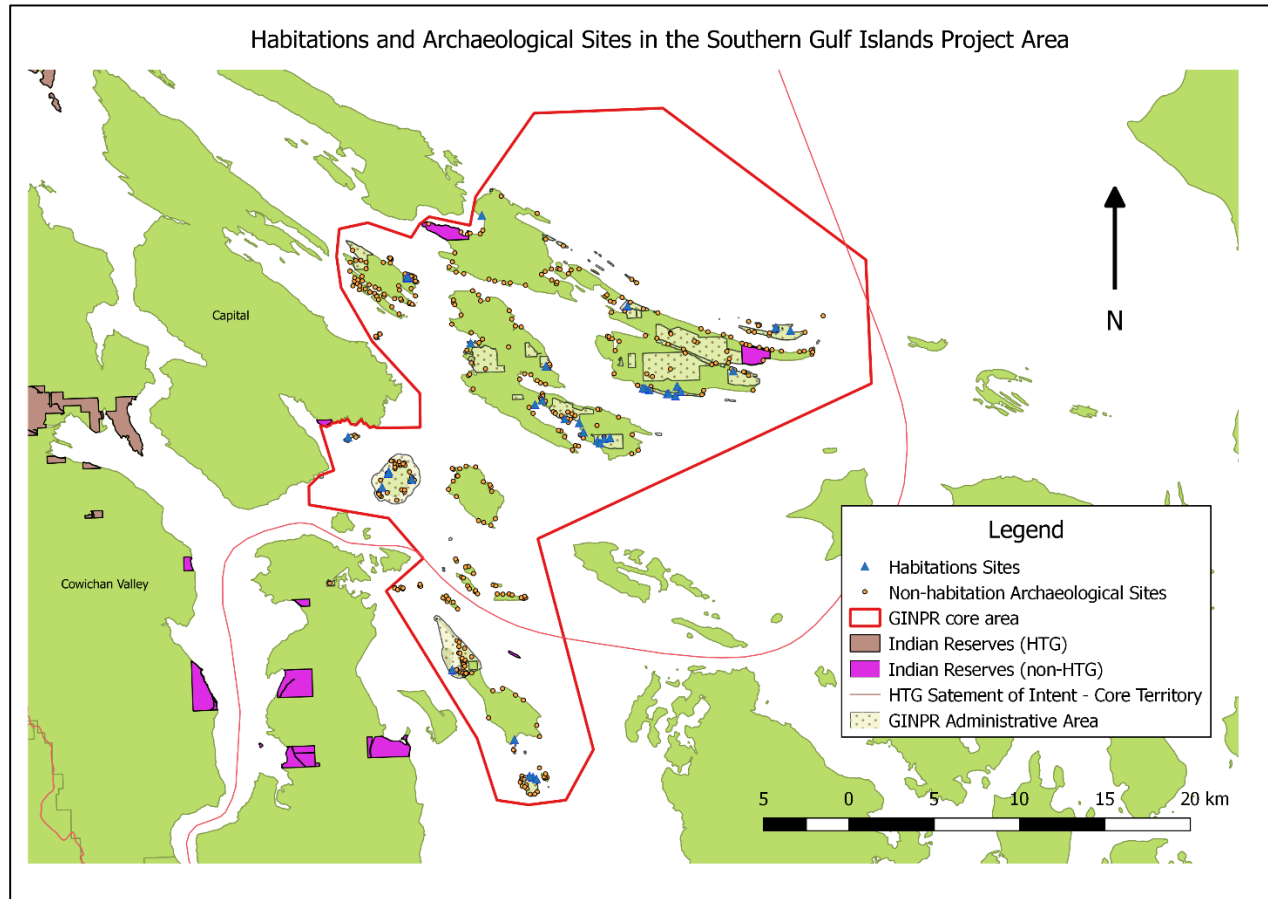 Habitations and Archaeological Sites in the Southern Gulf Islands Project Area
Capital
N
Cowichan Valley
Legend
Habitations Sites
Non-habitation Archaeological Sites
GINPR core area
Indian Reserves (HTG)
Indian Reserves (non-HTG)
HTG Satement of Intent - Core Territory
GINPR Administrative Area
5 0 5 10 15 20 km